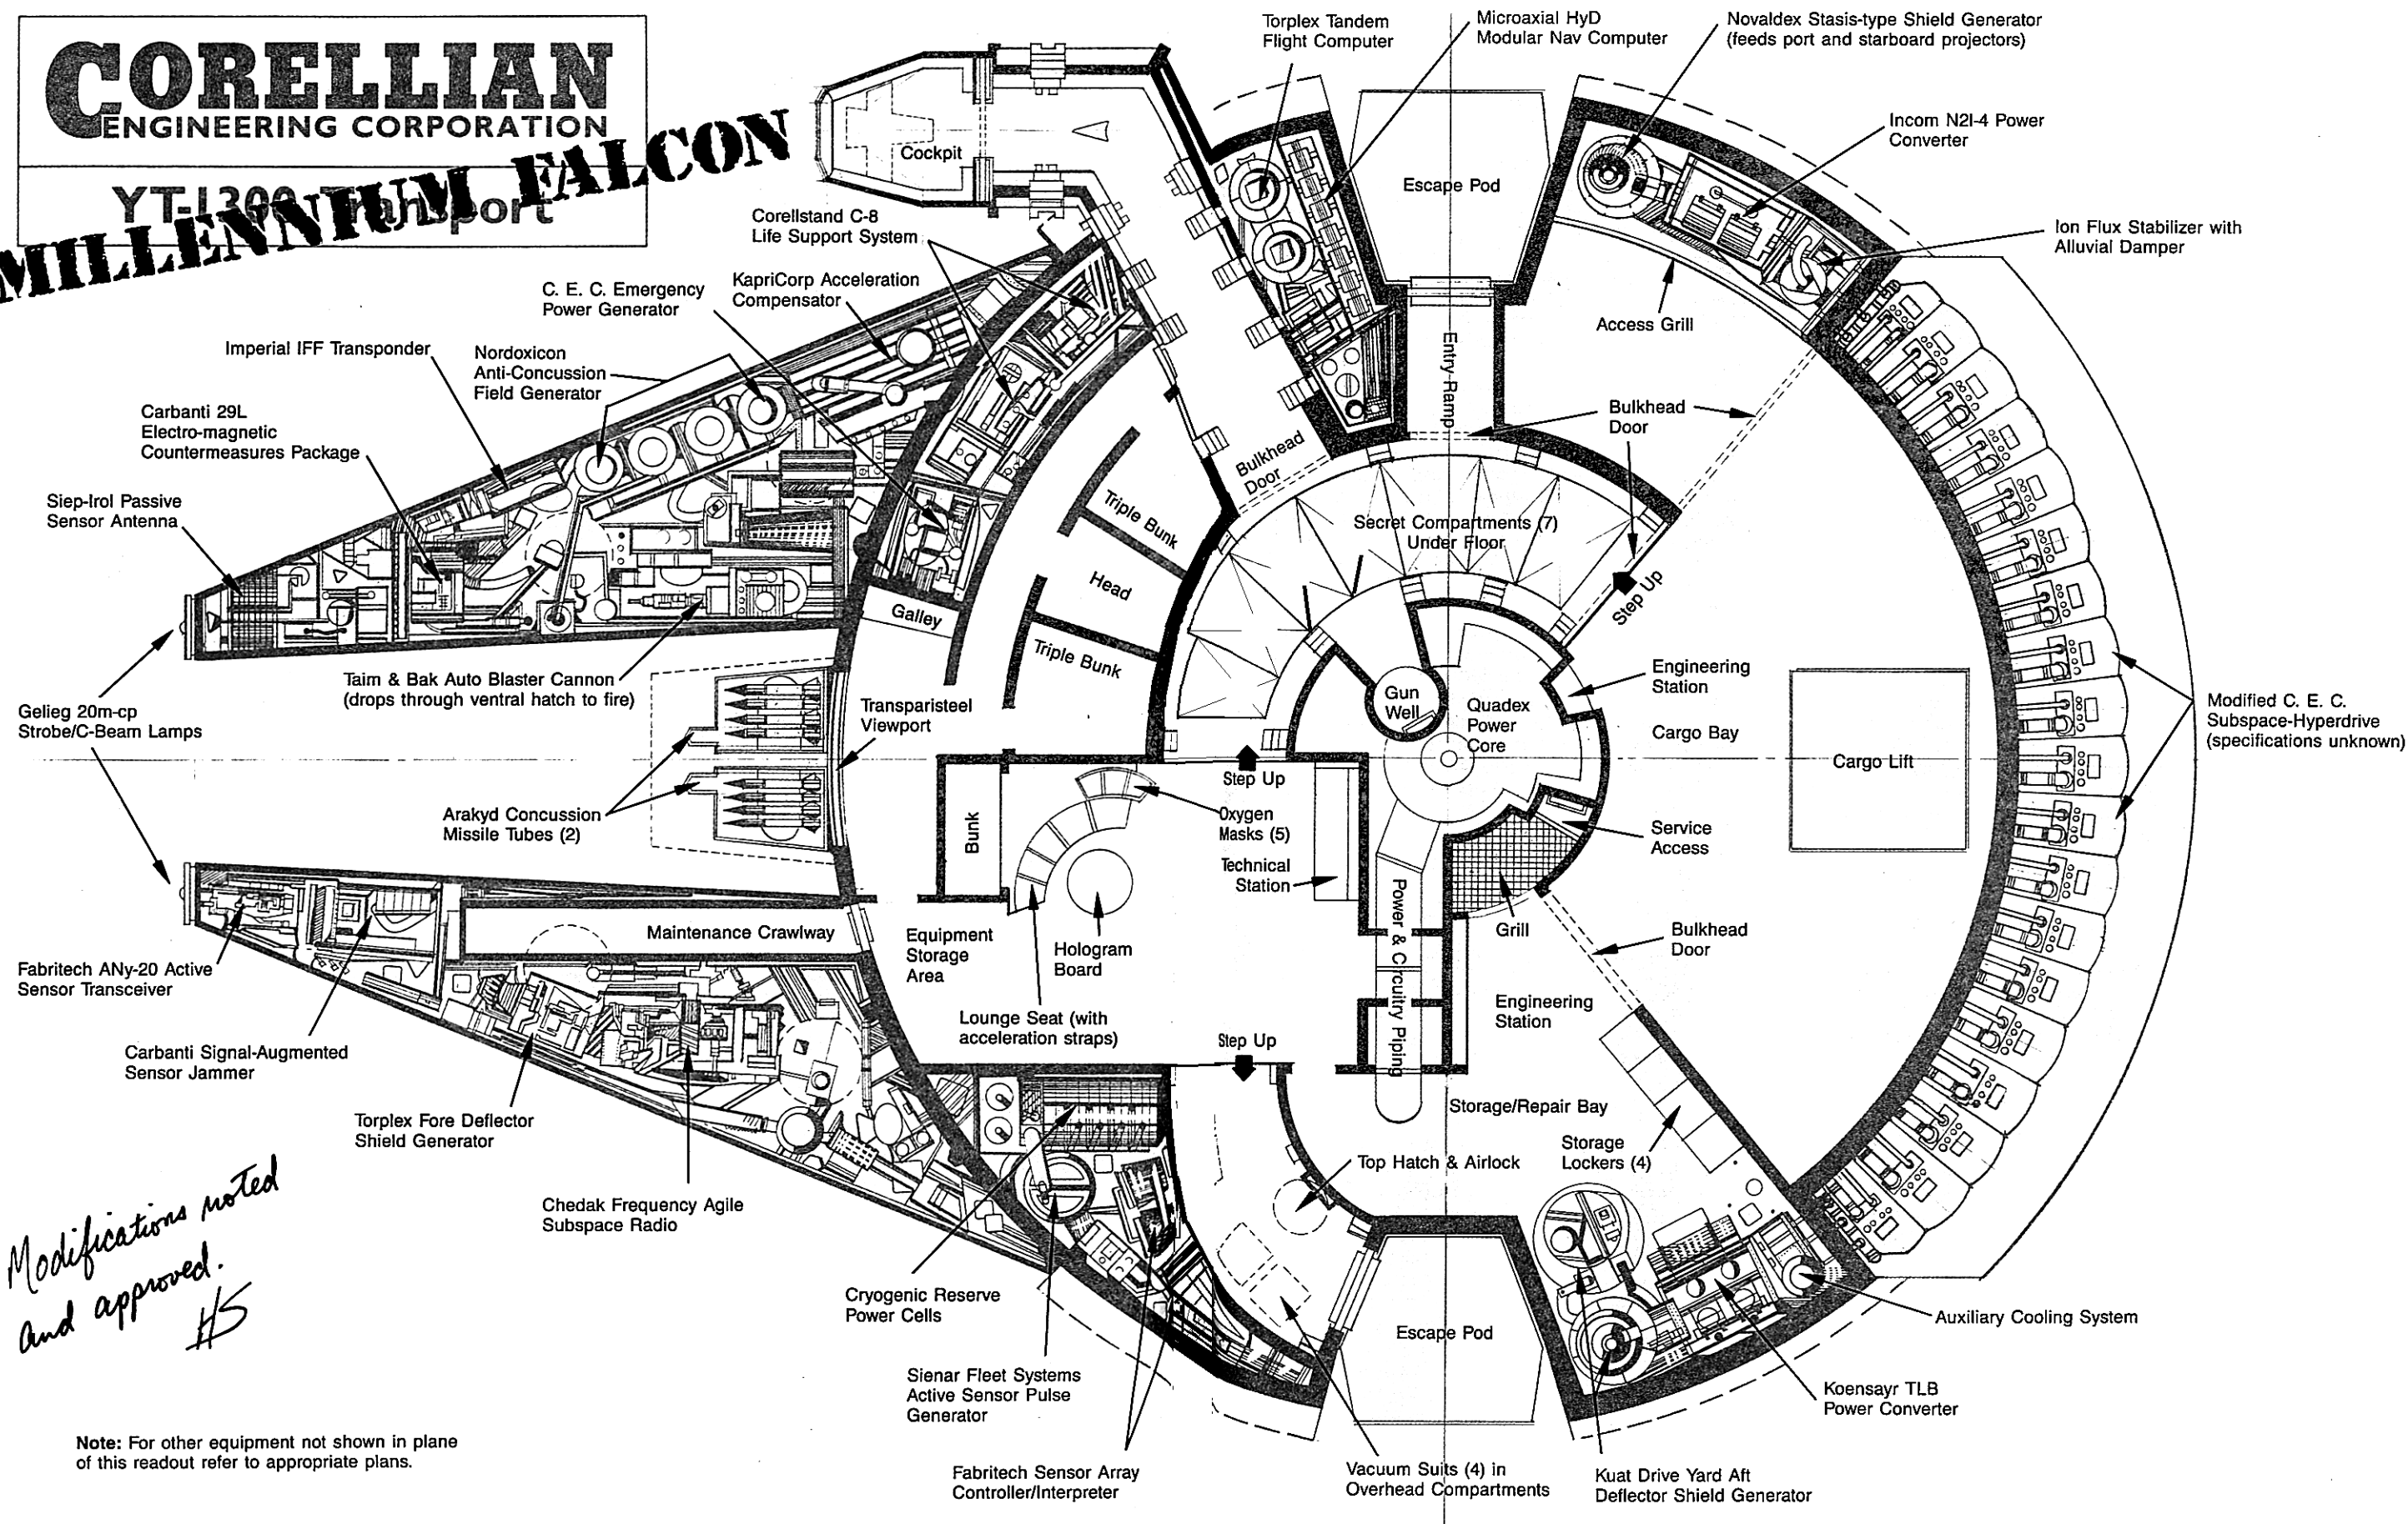 CORELLIAN
ENGINEERING CORPORATION
YT-1300 Transport
MILLENNIUM FALCON
Torplex Tandem
Flight Computer
Microaxial HyD
Modular Nav Computer
Novaldex Stasis-type Shield Generator
(feeds port and starboard projectors)
Incom N2I-4 Power
Converter
Ion Flux Stabilizer with
Alluvial Damper
Access Grill
Cockpit
Escape Pod
Entry Ramp
Bulkhead
Door
Bulkhead
Door
Corellstand C-8
Life Support System
KapriCorp Acceleration
Compensator
C. E. C. Emergency
Power Generator
Nordoxicon
Anti-Concussion
Field Generator
Imperial IFF Transponder
Carbanti 29L
Electro-magnetic
Countermeasures Package
Siep-Irol Passive
Sensor Antenna
Gelieg 20m-cp
Strobe/C-Beam Lamps
Taim & Bak Auto Blaster Cannon
(drops through ventral hatch to fire)
Arakyd Concussion
Missile Tubes (2)
Transparisteel
Viewport
Galley
Triple Bunk
Head
Triple Bunk
Secret Compartments (7)
Under Floor
Step Up
Gun
Well
Quadex
Power
Core
Engineering
Station
Cargo Bay
Cargo Lift
Modified C. E. C.
Subspace-Hyperdrive
(specifications unknown)
Step Up
Bunk
Oxygen
Masks (5)
Technical
Station
Service
Access
Grill
Bulkhead
Door
Power & Circuitry Piping
Maintenance Crawlway
Equipment
Storage
Area
Hologram
Board
Lounge Seat (with
acceleration straps)
Step Up
Engineering
Station
Storage/Repair Bay
Storage
Lockers (4)
Top Hatch & Airlock
Fabritech ANy-20 Active
Sensor Transceiver
Carbanti Signal-Augmented
Sensor Jammer
Torplex Fore Deflector
Shield Generator
Chedak Frequency Agile
Subspace Radio
Cryogenic Reserve
Power Cells
Sienar Fleet Systems
Active Sensor Pulse
Generator
Fabritech Sensor Array
Controller/Interpreter
Escape Pod
Vacuum Suits (4) in
Overhead Compartments
Kuat Drive Yard Aft
Deflector Shield Generator
Koensayr TLB
Power Converter
Auxiliary Cooling System
Modifications noted
and approved.
HS
Note: For other equipment not shown in plane
of this readout refer to appropriate plans.